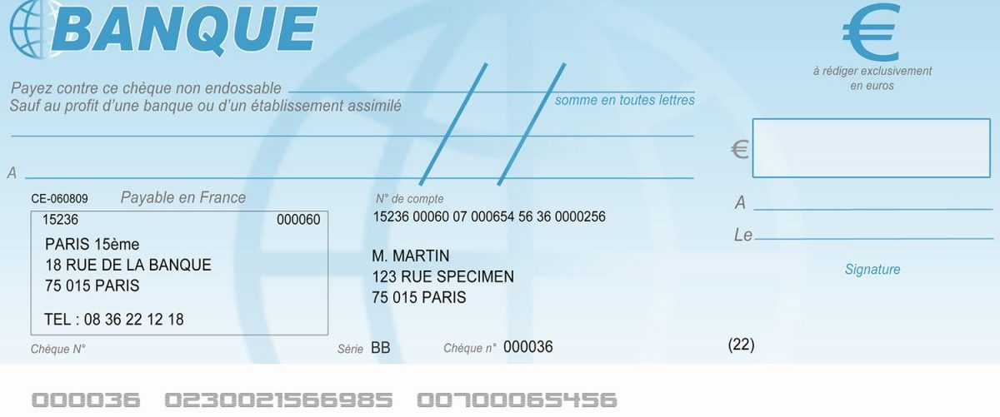 BANQUE
€
à rédiger exclusivement
en euros
Payez contre ce chèque non endossable
Sauf au profit d'une banque ou d'un établissement assimilé
somme en toutes lettres
€
A
A
Le
CE-060809 Payable en France
N° de compte
15236 000060
15236 00060 07 000654 56 36 0000256
PARIS 15ème
18 RUE DE LA BANQUE
75 015 PARIS
TEL : 08 36 22 12 18
M. MARTIN
123 RUE SPECIMEN
75 015 PARIS
Signature
Chèque N° Série BB Chèque n° 000036 (22)
000036 0230021566985 00700065456